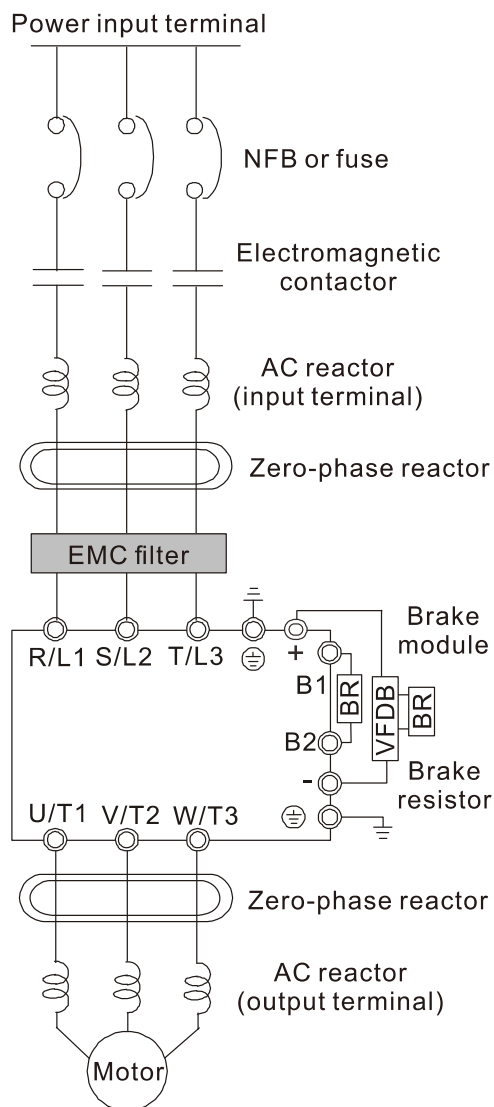 Power input terminal
NFB or fuse
Electromagnetic
contactor
AC reactor
(input terminal)
Zero-phase reactor
EMC filter
R/L1 S/L2 T/L3
+
B1
BR
B2
-
VFDB
BR
Brake
module
Brake
resistor
U/T1 V/T2 W/T3
Zero-phase reactor
AC reactor
(output terminal)
Motor